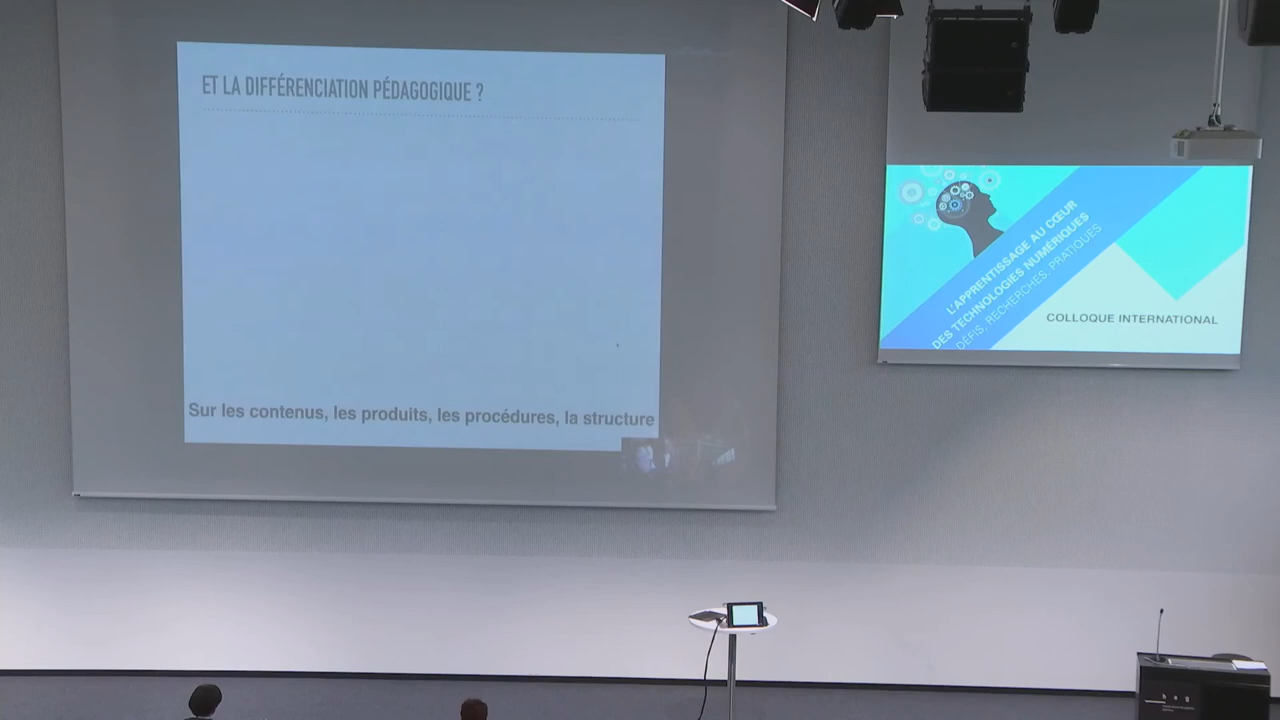 ET LA DIFFÉRENCIATION PÉDAGOGIQUE ?
Sur les contenus, les produits, les procédures, la structure
L'APPRENTISSAGE AU CŒUR
DES TECHNOLOGIES NUMÉRIQUES
DÉFIS, RECHERCHES, PRATIQUES
COLLOQUE INTERNATIONAL